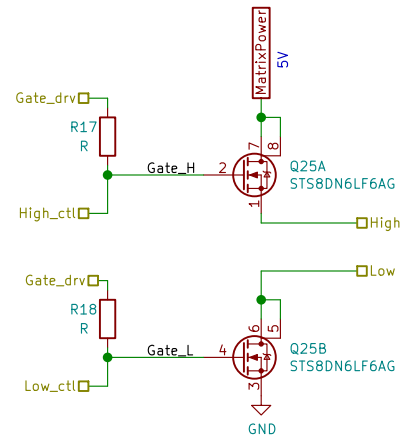 MatrixPower
5V
Gate_drv
R17
R
7
8
Gate_H
2
Q25A
STS8DN6LF6AG
1
High_ctl
High
Low
Gate_drv
R18
R
6
5
Gate_L
4
Q25B
STS8DN6LF6AG
3
Low_ctl
GND